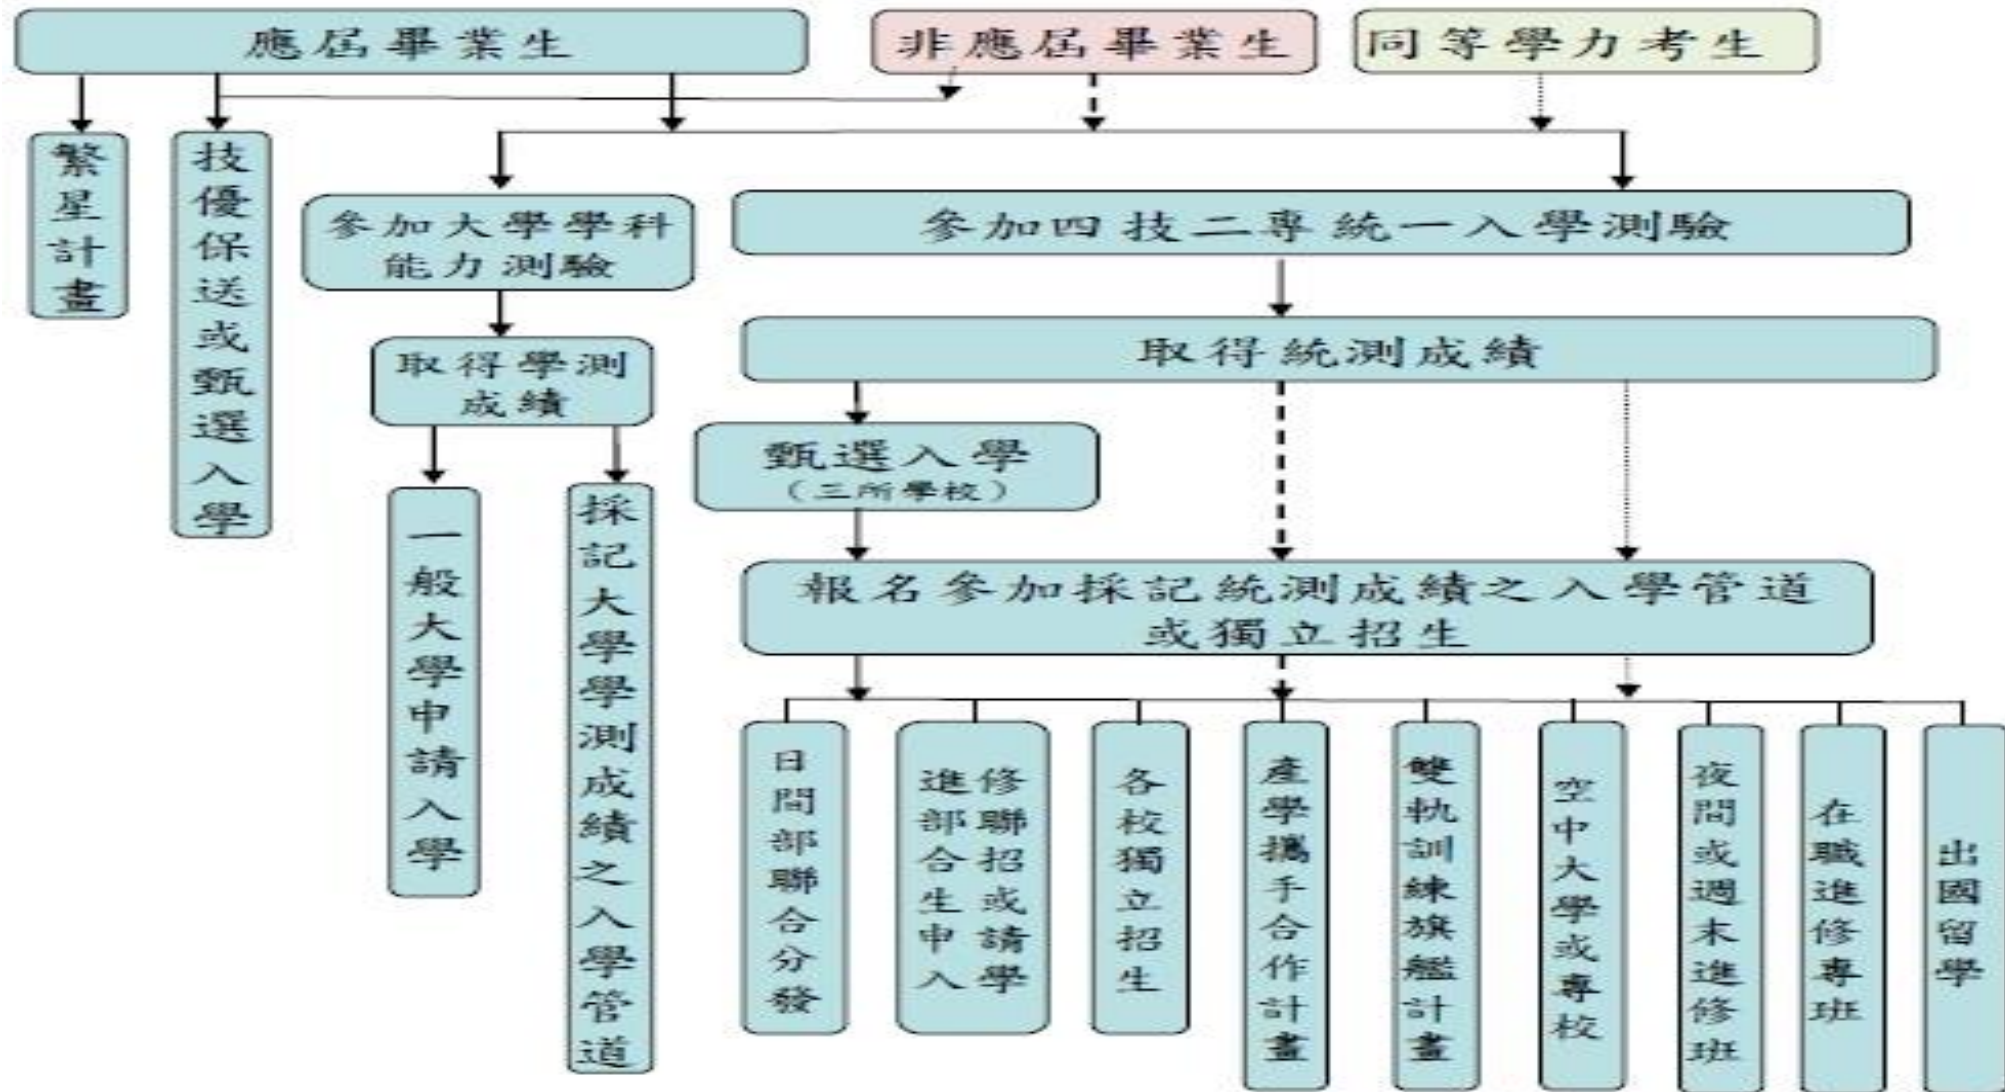 應屆畢業生
非應屆畢業生
同等學力考生
繁星計畫
技優保送或甄選入學
參加大學學科
能力測驗
參加四技二專統一入學測驗
取得學測
成績
取得統測成績
甄選入學
（三所學校）
一般大學申請入學
採記大學學測成績之入學管道
報名參加採記統測成績之入學管道
或獨立招生
日間部聯合分發
進修
部聯
合招
生或
申請
入學
各校獨立招生
產學攜手合作計畫
雙軌訓練旗艦計畫
空中大學或專校
夜間或週末進修班
在職進修專班
出國留學